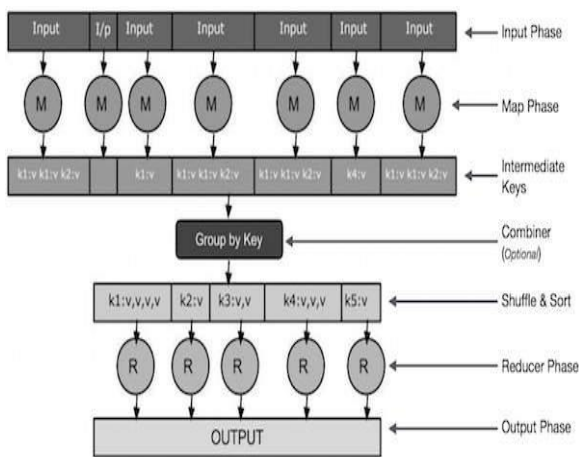 Input I/p Input Input Input Input Input Input Phase
M M M M M M M Map Phase
k1:v k1:v k2:v k1:v k1:v k1:v k2:v k1:v k1:v k2:v k4:v k1:v k1:v k2:v Intermediate
Keys
Group by Key Combiner
(Optional)
k1:v,v,v,v k2:v k3:v,v k4:v,v,v k5:v Shuffle & Sort
R R R R R Reducer Phase
OUTPUT Output Phase